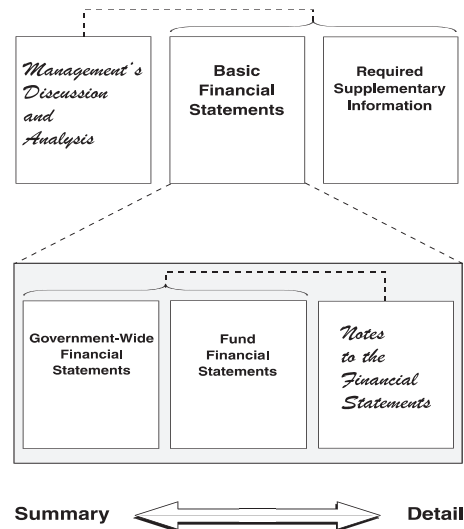 Management's
Discussion
and
Analysis
Basic
Financial
Statements
Required
Supplementary
Information
Government-Wide
Financial
Statements
Fund
Financial
Statements
Notes
to the
Financial
Statements
Summary Detail